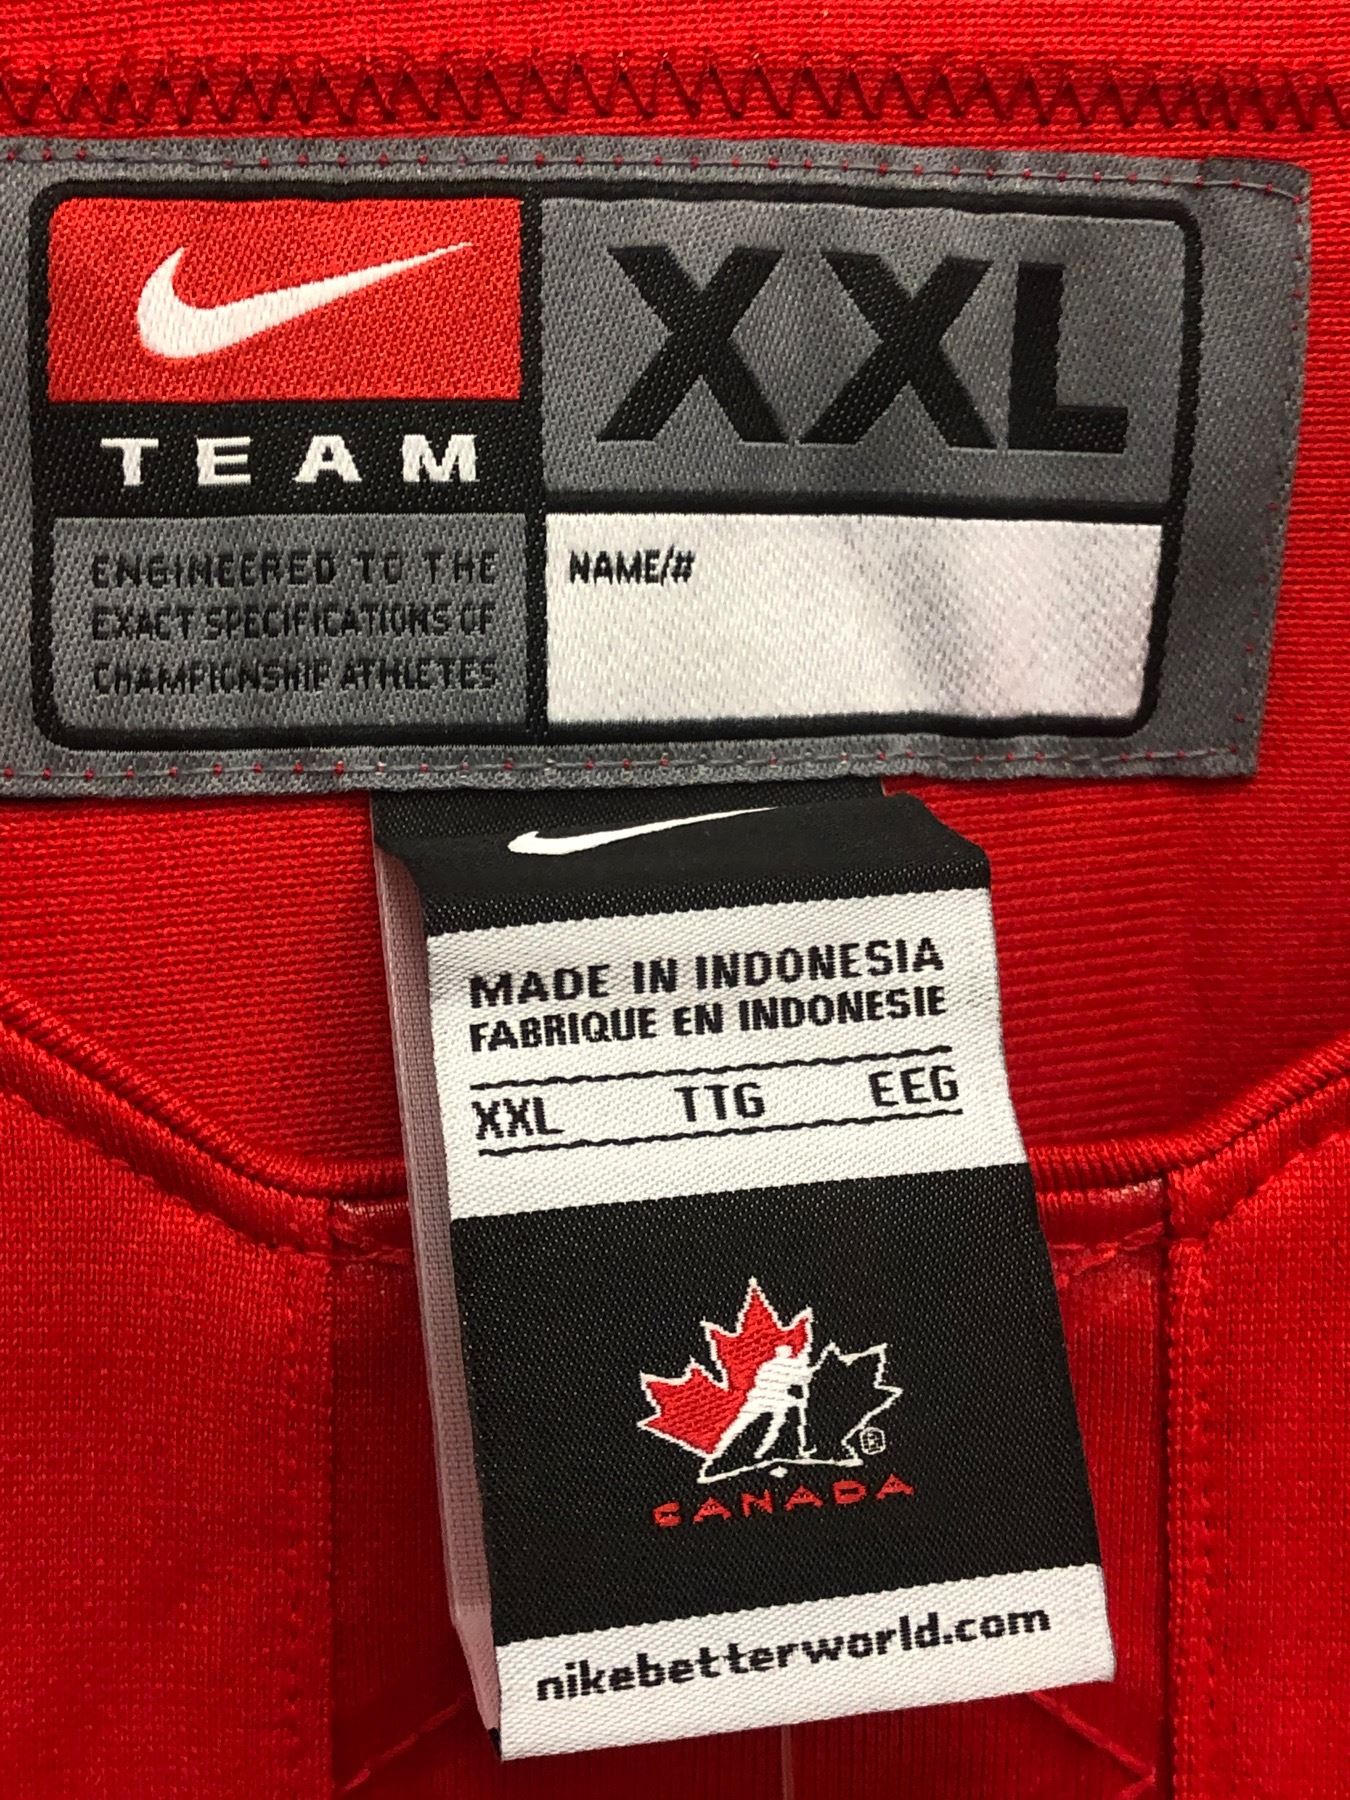 TEAM
XXL
ENGINEERED TO THE
EXACT SPECIFICATIONS OF
CHAMPIONSHIP ATHLETES
NAME/#
MADE IN INDONESIA
FABRIQUE EN INDONESIE
XXL TTG EEG
®
CANADA
nikebetterworld.com